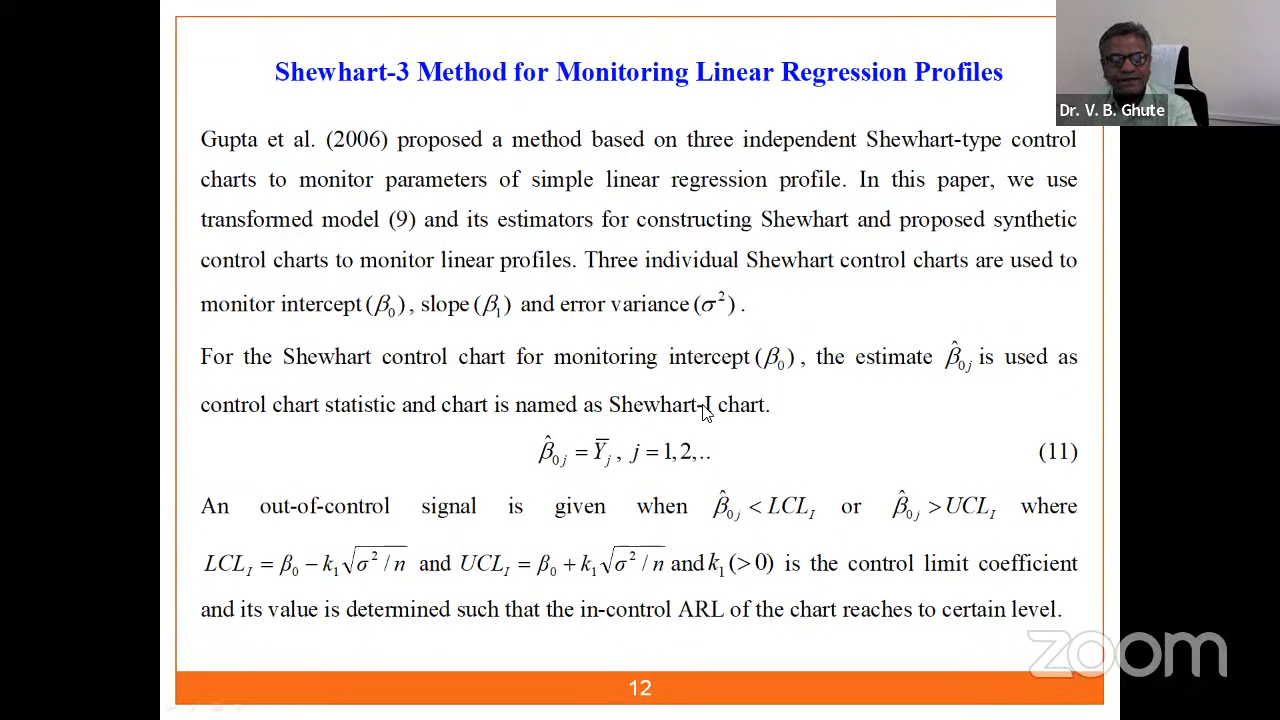 Shewhart-3 Method for Monitoring Linear Regression Profiles
Dr. V. B. Ghute
Gupta et al. (2006) proposed a method based on three independent Shewhart-type control
charts to monitor parameters of simple linear regression profile. In this paper, we use
transformed model (9) and its estimators for constructing Shewhart and proposed synthetic
control charts to monitor linear profiles. Three individual Shewhart control charts are used to
monitor intercept (β₀), slope (β₁) and error variance (σ²).
For the Shewhart control chart for monitoring intercept (β₀), the estimate β̂₀ⱼ is used as
control chart statistic and chart is named as Shewhart-I chart.
β̂₀ⱼ = Y̅ⱼ, j = 1, 2,.. (11)
An out-of-control signal is given when β̂₀ⱼ < LCL_I or β̂₀ⱼ > UCL_I where
LCL_I = β₀ − k₁√(σ² / n) and UCL_I = β₀ + k₁√(σ² / n) and k₁ (> 0) is the control limit coefficient
and its value is determined such that the in-control ARL of the chart reaches to certain level.
zoom
12